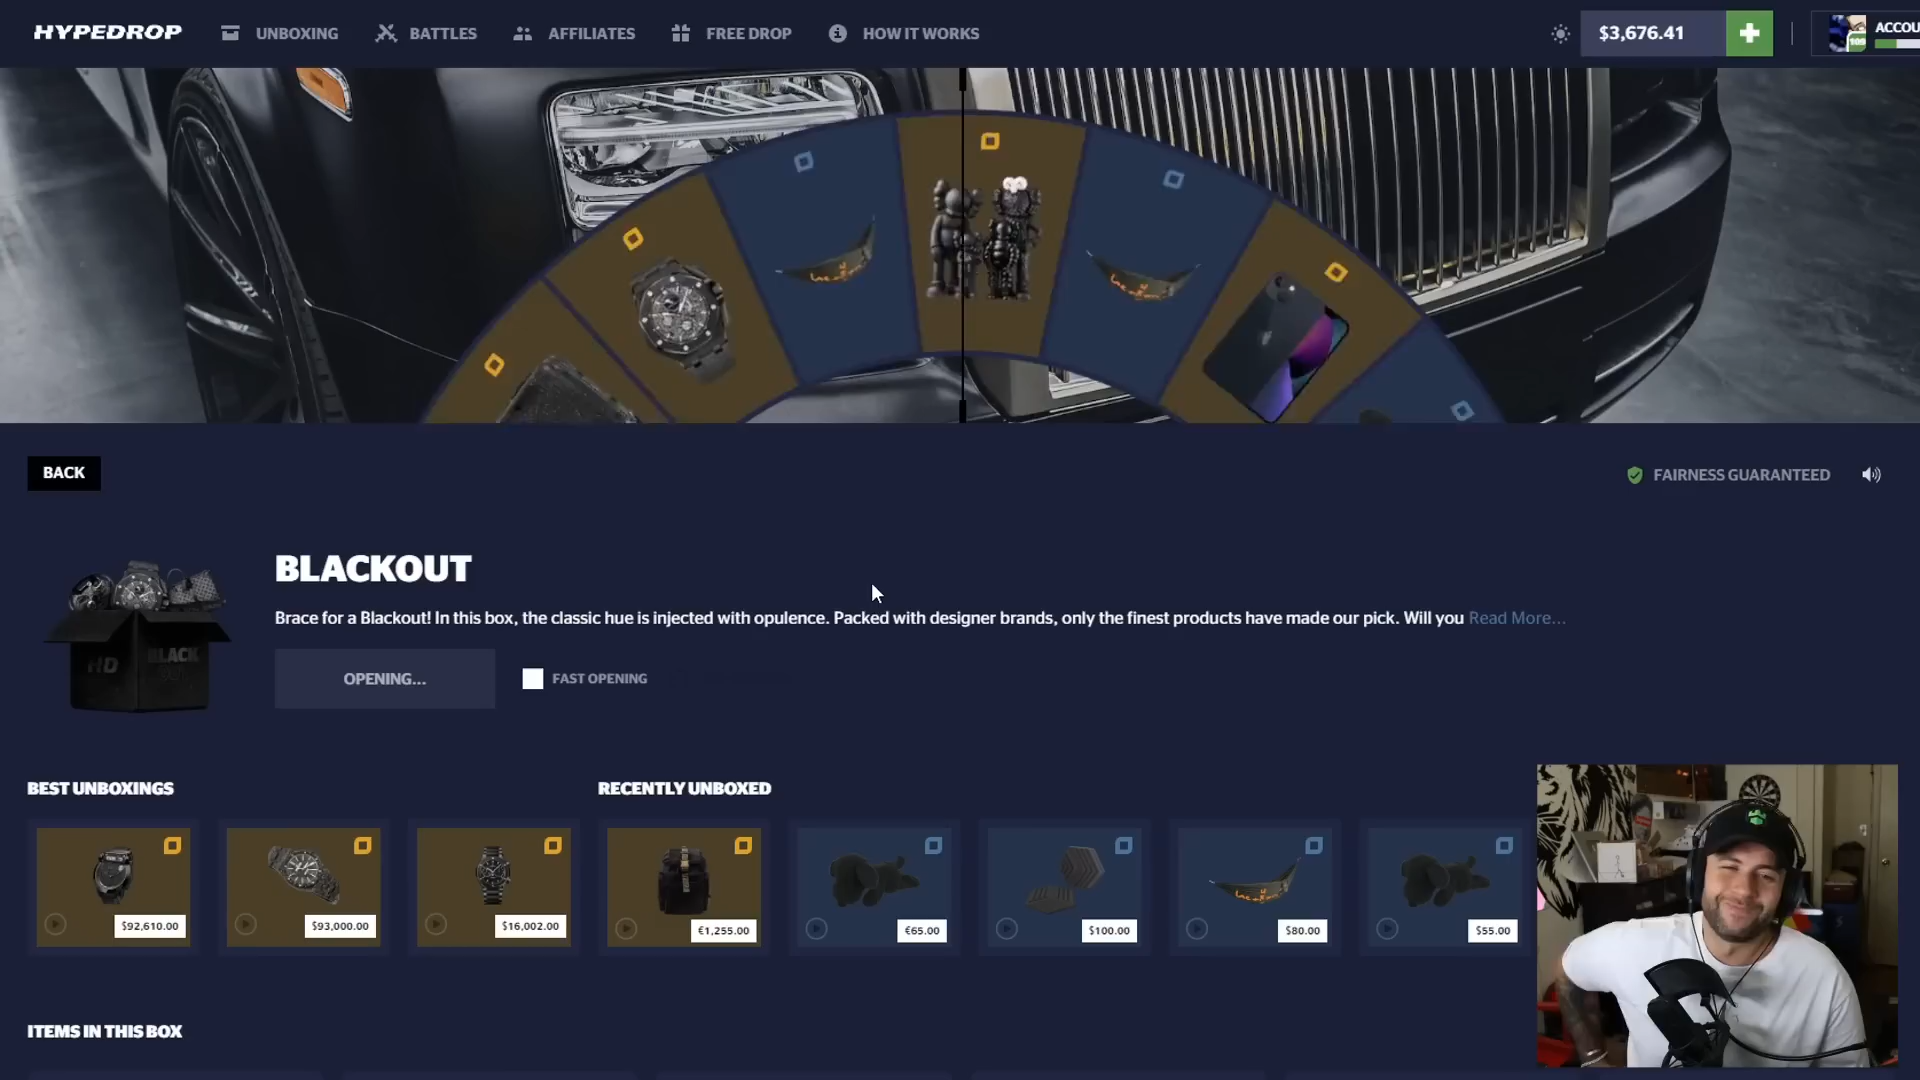 HYPEDROP
UNBOXING
BATTLES
AFFILIATES
FREE DROP
HOW IT WORKS
$3,676.41
ACCOU
109
BACK
FAIRNESS GUARANTEED
BLACKOUT
Brace for a Blackout! In this box, the classic hue is injected with opulence. Packed with designer brands, only the finest products have made our pick. Will you Read More...
HD
BLACK
OPENING...
FAST OPENING
BEST UNBOXINGS
RECENTLY UNBOXED
$92,610.00
$93,000.00
$16,002.00
€1,255.00
€65.00
$100.00
$80.00
$55.00
ITEMS IN THIS BOX